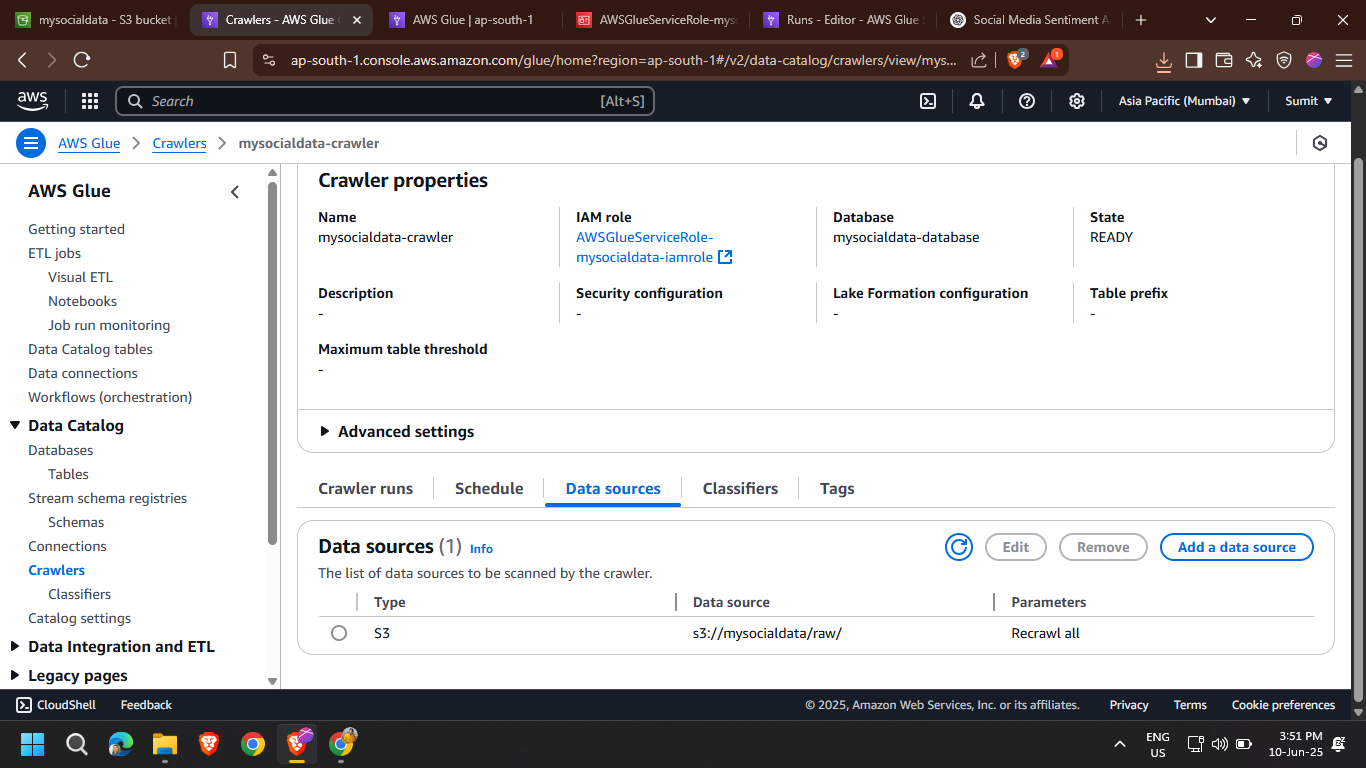 mysocialdata - S3 bucket
Crawlers - AWS Glue
AWS Glue | ap-south-1
AWSGlueServiceRole-mys
Runs - Editor - AWS Glue
Social Media Sentiment A
ap-south-1.console.aws.amazon.com/glue/home?region=ap-south-1#/v2/data-catalog/crawlers/view/mys...
2
1
aws
Search
[Alt+S]
Asia Pacific (Mumbai)
Sumit
AWS Glue
Crawlers
mysocialdata-crawler
AWS Glue
Getting started
ETL jobs
Visual ETL
Notebooks
Job run monitoring
Data Catalog tables
Data connections
Workflows (orchestration)
Data Catalog
Databases
Tables
Stream schema registries
Schemas
Connections
Crawlers
Classifiers
Catalog settings
Data Integration and ETL
Legacy pages
Crawler properties
Name
mysocialdata-crawler
IAM role
AWSGlueServiceRole-
mysocialdata-iamrole
Database
mysocialdata-database
State
READY
Description
-
Security configuration
-
Lake Formation configuration
-
Table prefix
-
Maximum table threshold
-
Advanced settings
Crawler runs
Schedule
Data sources
Classifiers
Tags
Data sources (1) Info
Edit
Remove
Add a data source
The list of data sources to be scanned by the crawler.
Type
Data source
Parameters
S3
s3://mysocialdata/raw/
Recrawl all
CloudShell
Feedback
© 2025, Amazon Web Services, Inc. or its affiliates.
Privacy
Terms
Cookie preferences
ENG
US
3:51 PM
10-Jun-25